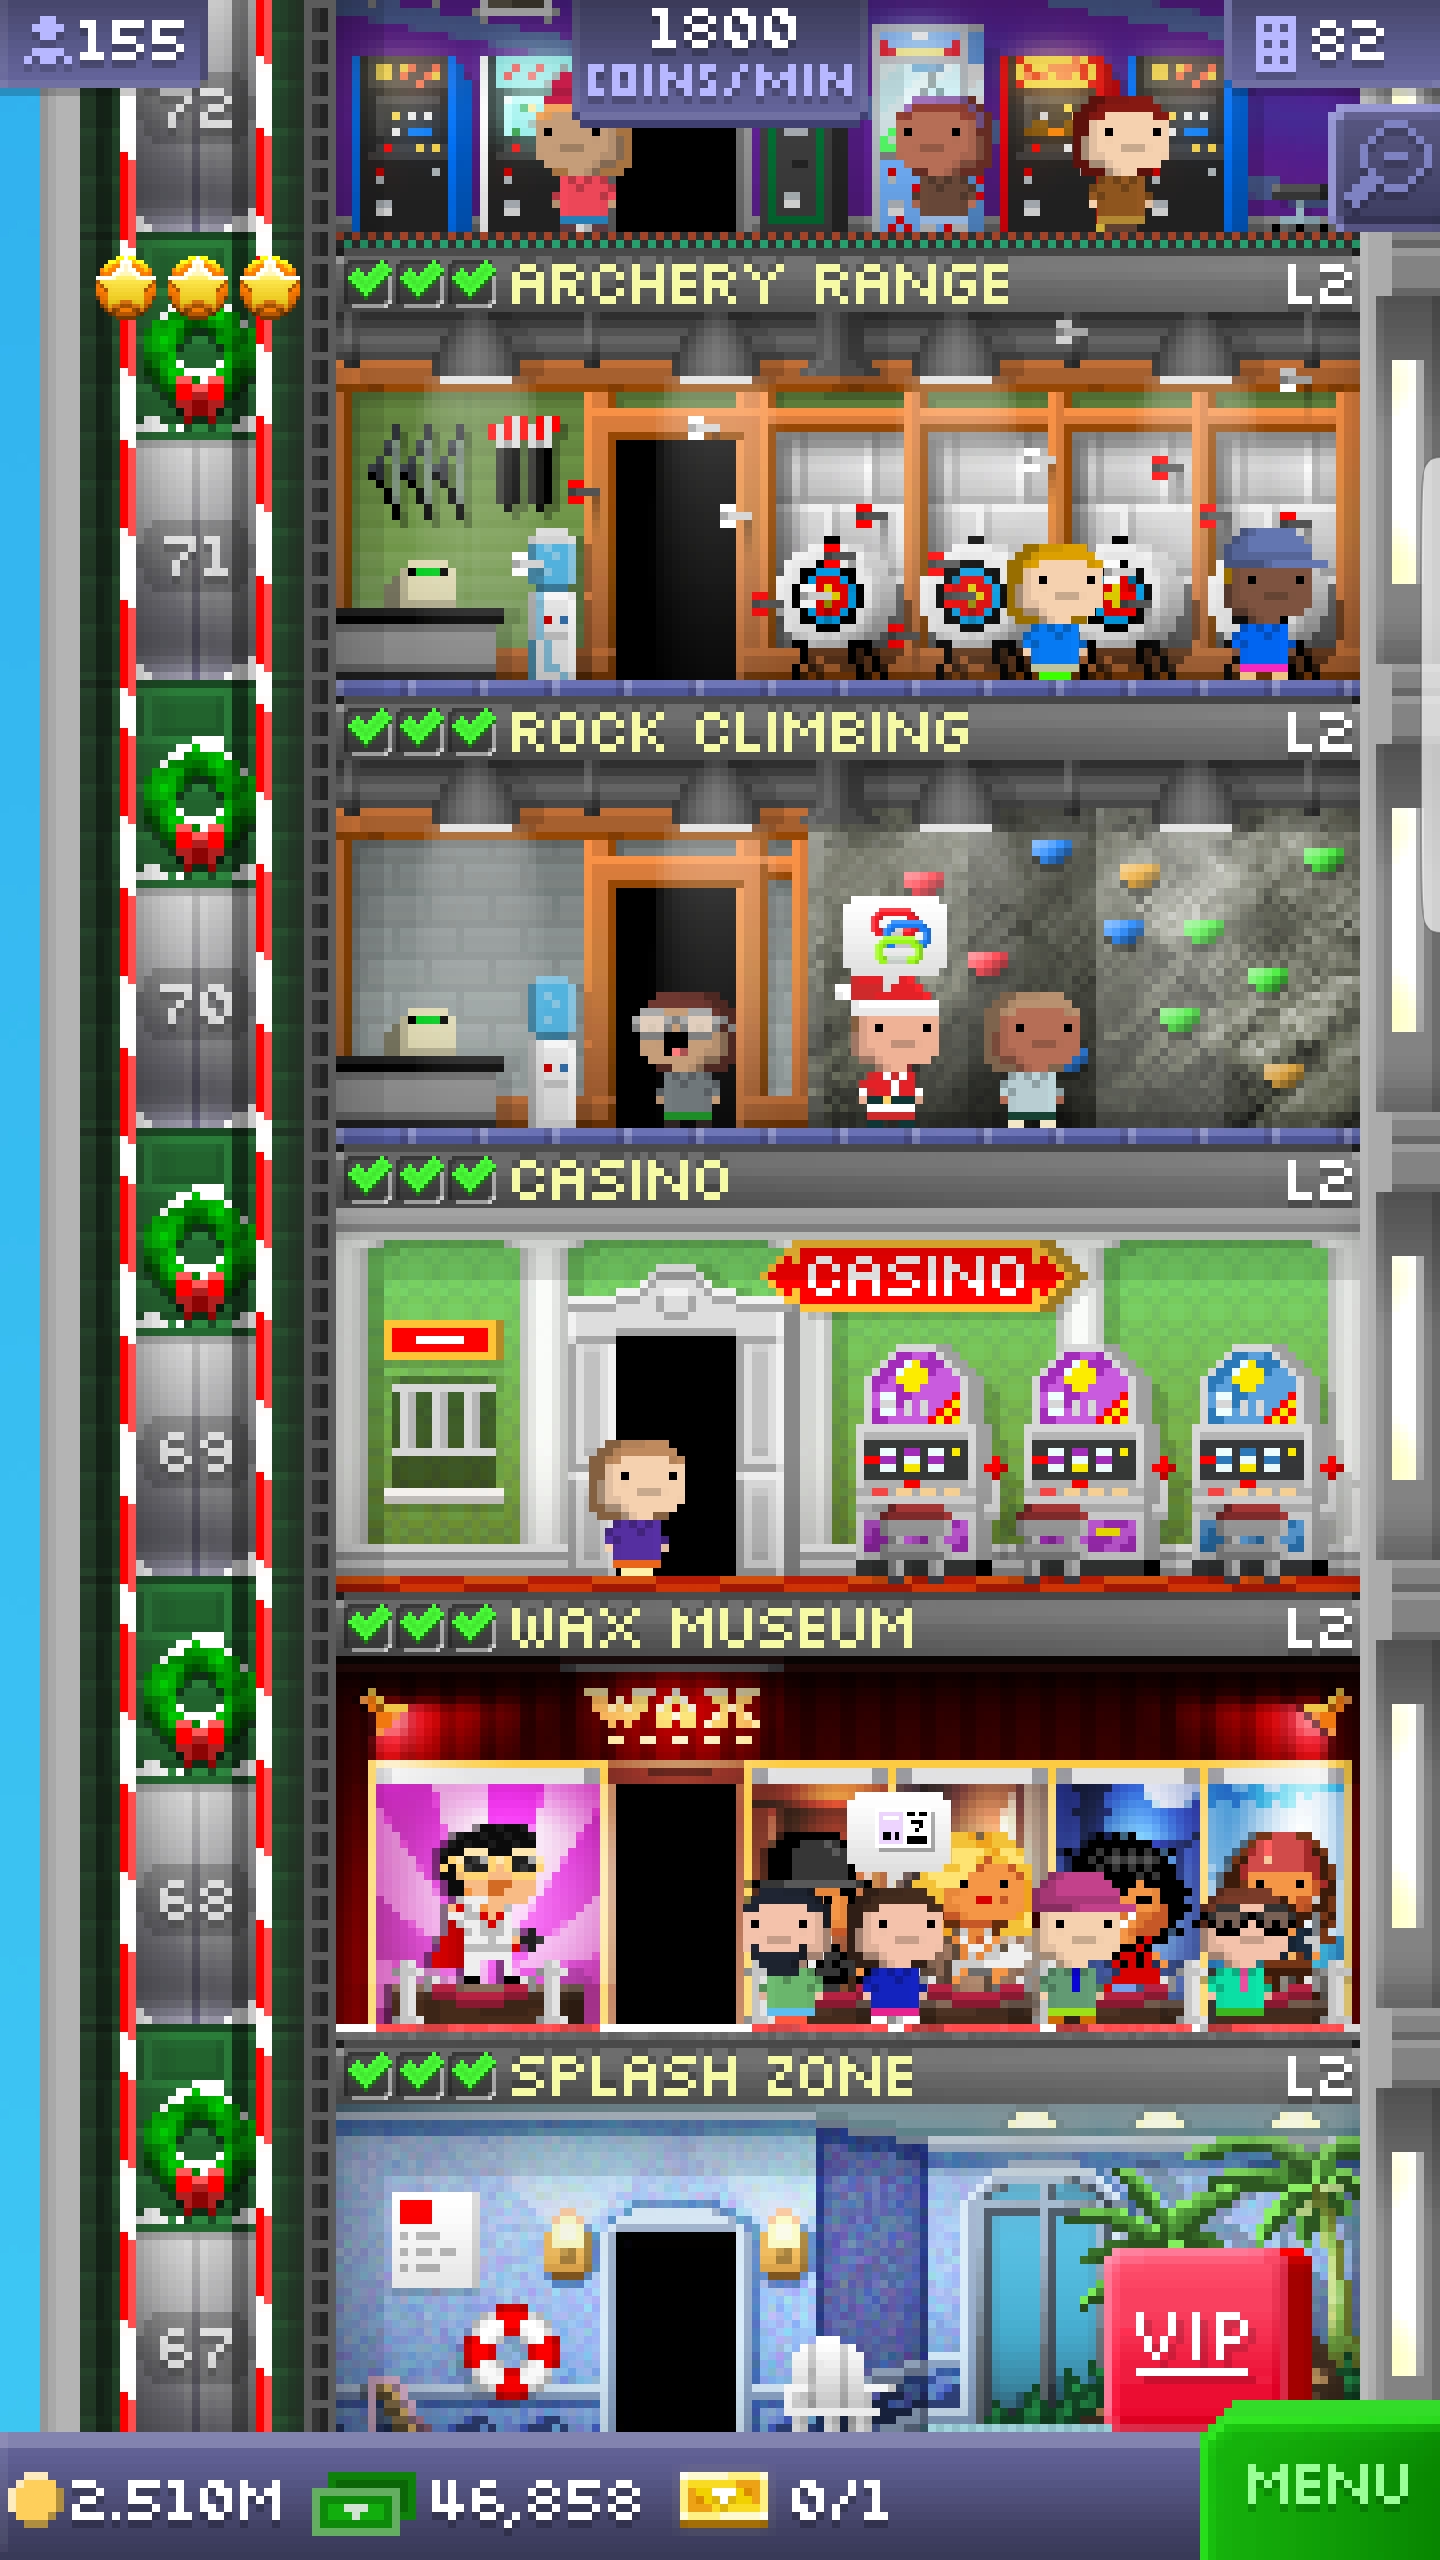 155
1800
COINS/MIN
82
72
ARCHERY RANGE L2
71
ROCK CLIMBING L2
70
CASINO L2
CASINO
69
WAX MUSEUM L2
WAX
68
SPLASH ZONE L2
VIP
67
2.510M 46,858 0/1
MENU